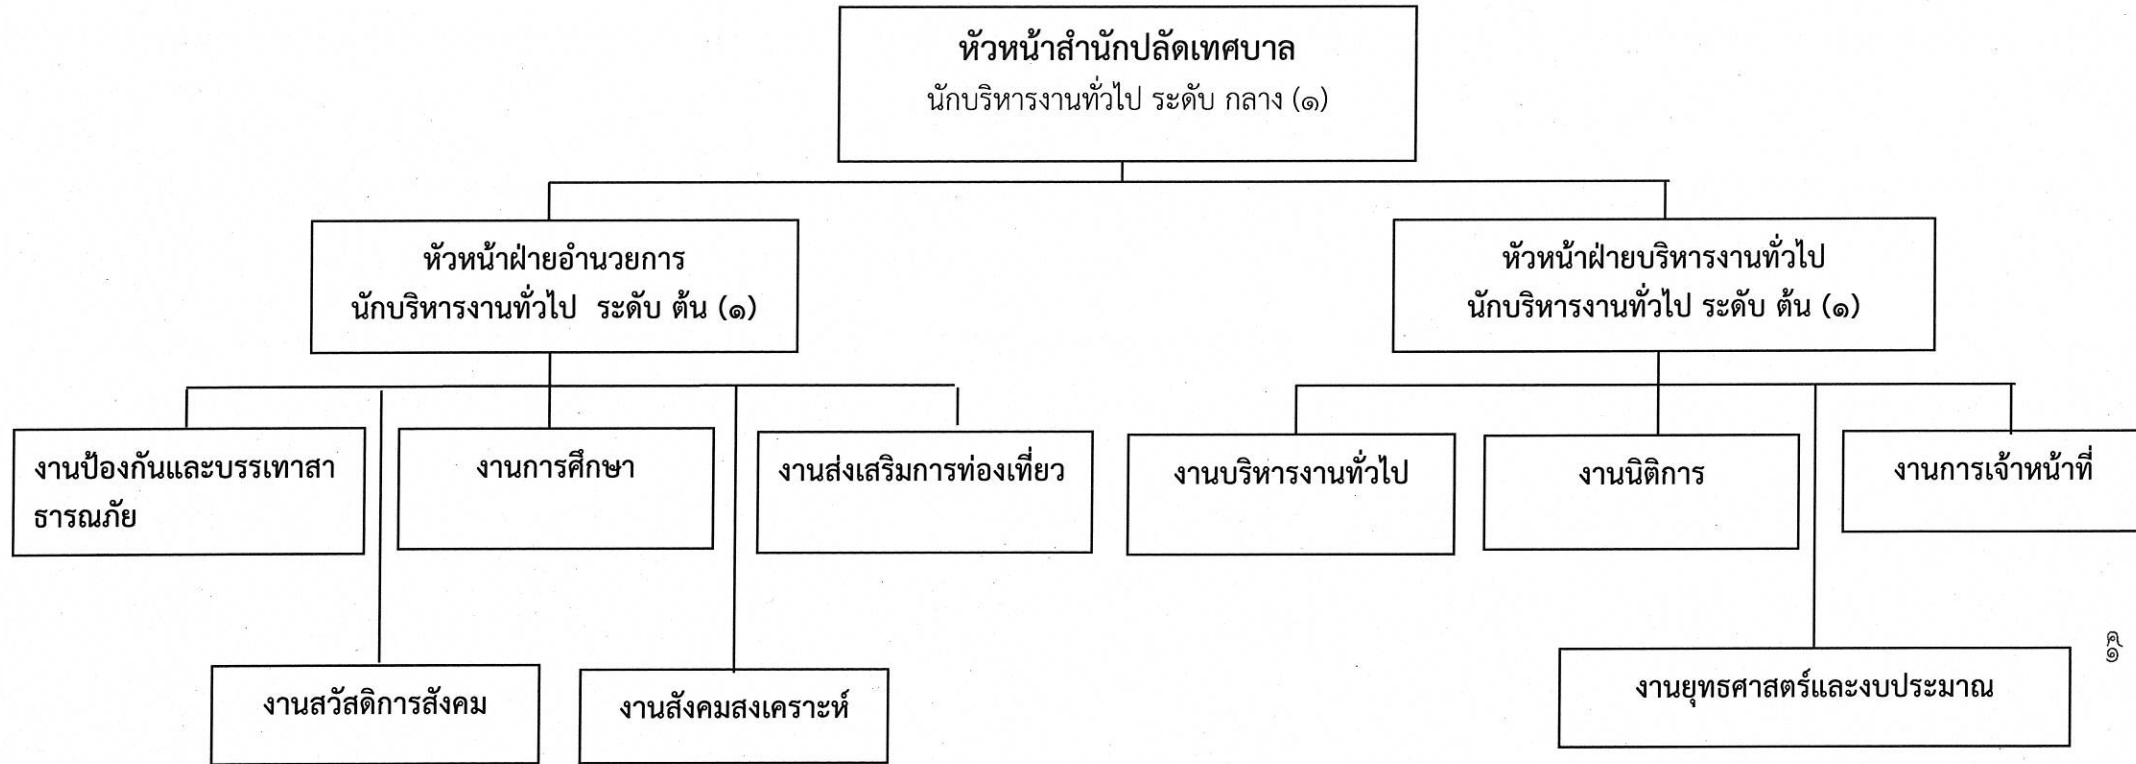 หัวหน้าสำนักปลัดเทศบาล
นักบริหารงานทั่วไป ระดับ กลาง (๑)
หัวหน้าฝ่ายอำนวยการ
นักบริหารงานทั่วไป ระดับ ต้น (๑)
หัวหน้าฝ่ายบริหารงานทั่วไป
นักบริหารงานทั่วไป ระดับ ต้น (๑)
งานป้องกันและบรรเทาสา
ธารณภัย
งานการศึกษา
งานส่งเสริมการท่องเที่ยว
งานบริหารงานทั่วไป
งานนิติการ
งานการเจ้าหน้าที่
งานสวัสดิการสังคม
งานสังคมสงเคราะห์
งานยุทธศาสตร์และงบประมาณ